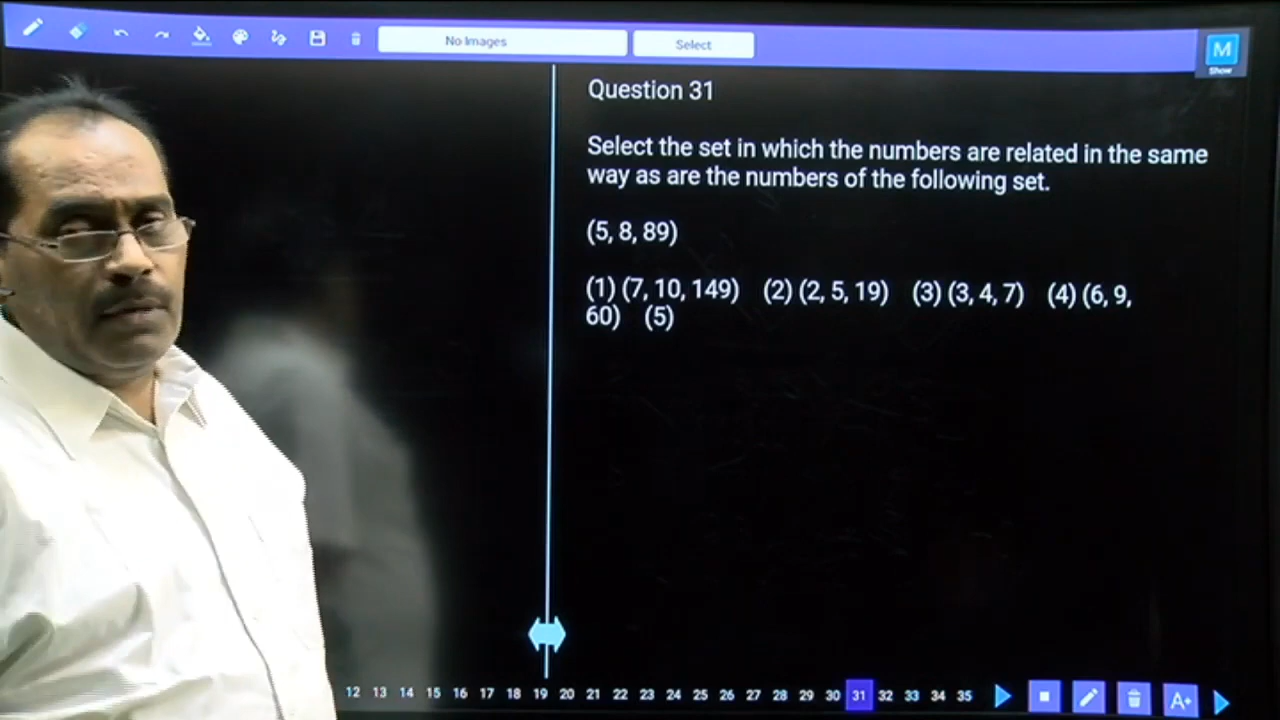 No Images
Select
M
Show
Question 31
Select the set in which the numbers are related in the same
way as are the numbers of the following set.
(5, 8, 89)
(1) (7, 10, 149) (2) (2, 5, 19) (3) (3, 4, 7) (4) (6, 9,
60) (5)
12 13 14 15 16 17 18 19 20 21 22 23 24 25 26 27 28 29 30 31 32 33 34 35
A+